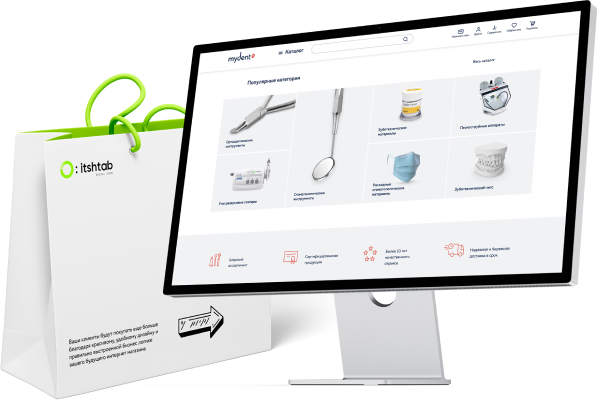 mydent
Каталог
Популярные категории
Весь каталог
Ортодонтические
инструменты
Стоматологические
инструменты
Зуботехнические
материалы
Пескоструйные аппараты
Ультразвуковые скалеры
Расходные
стоматологические
материалы
Зуботехнический гипс
Широкий
ассортимент
Сертифицированная
продукция
Более 10 лет
качественного
сервиса
Надежная и бережная
доставка в срок
:itshtab
Ваши клиенты будут покупать еще больше
благодаря красивому, удобному дизайну и
правильно выстроенной бизнес логике
вашего будущего интернет магазина